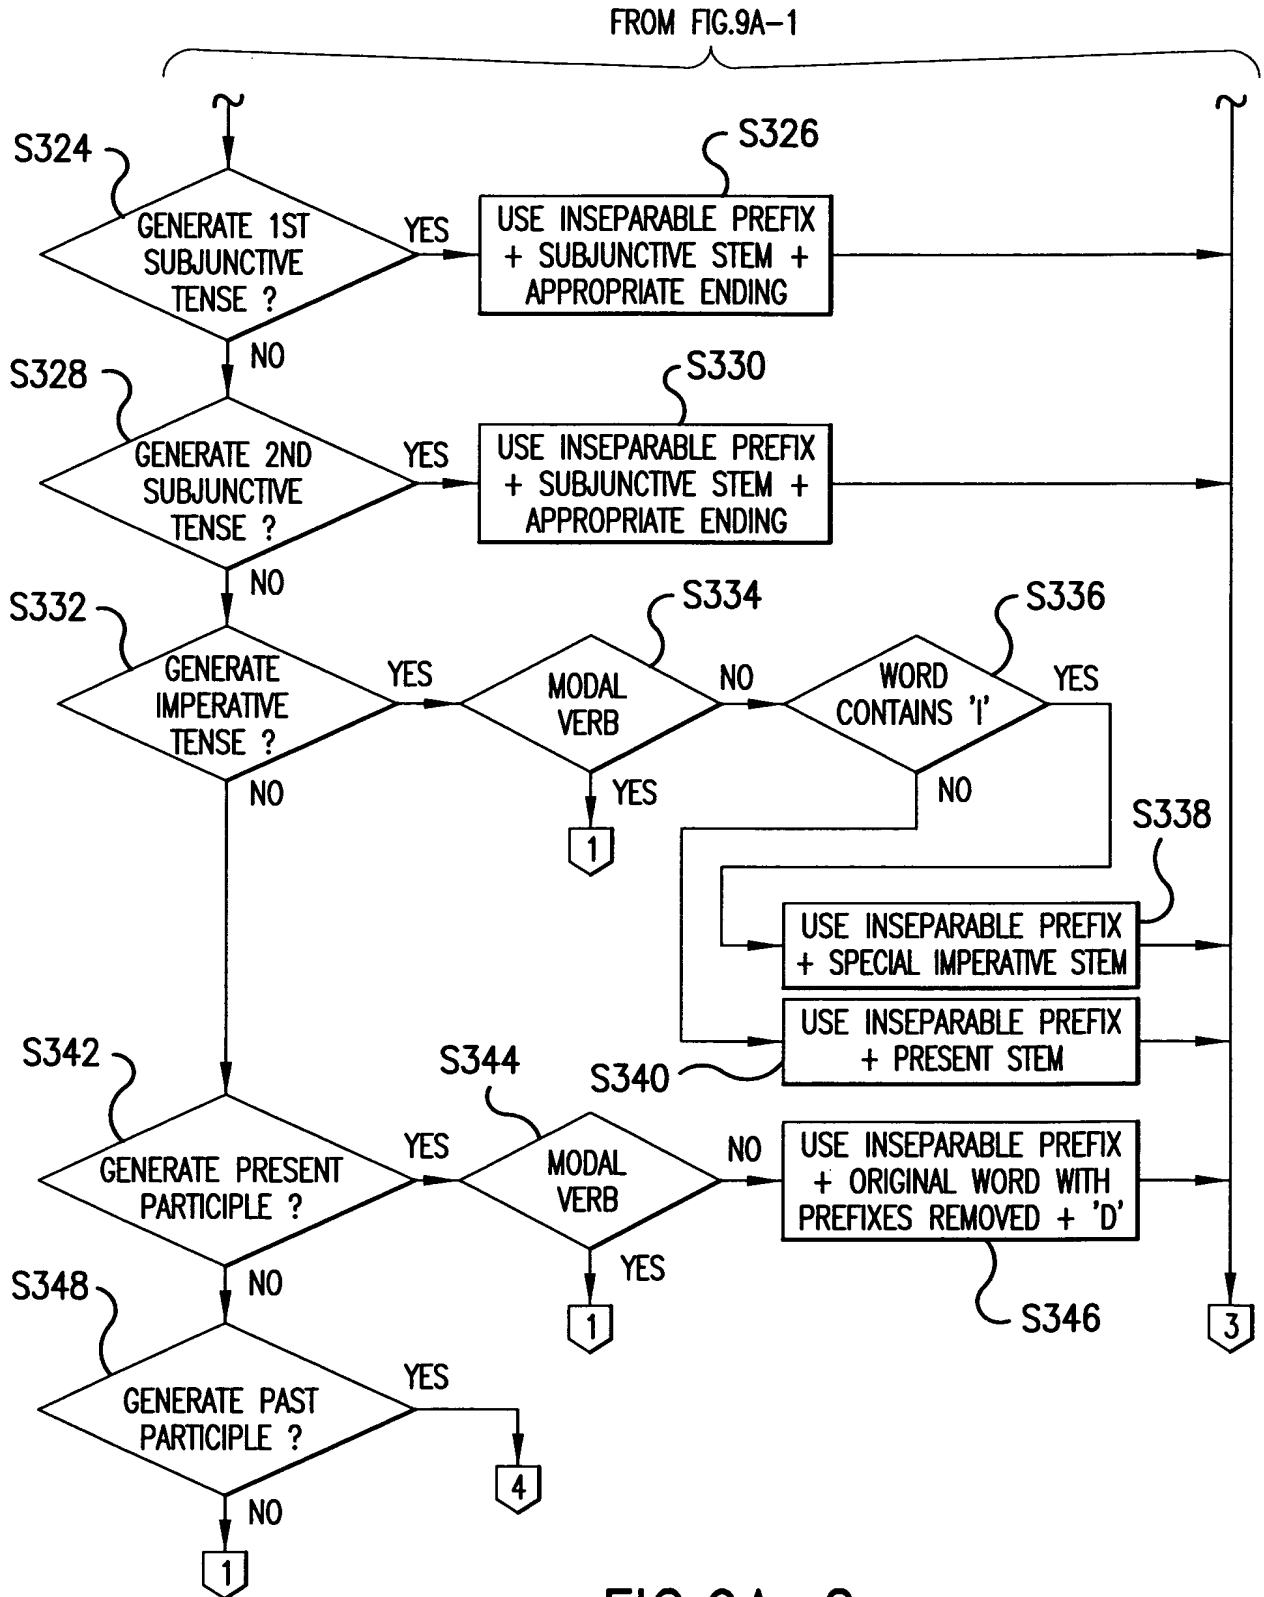 FROM FIG.9A-1
S324
GENERATE 1ST
SUBJUNCTIVE
TENSE ?
YES
NO
S326
USE INSEPARABLE PREFIX
+ SUBJUNCTIVE STEM +
APPROPRIATE ENDING
S328
GENERATE 2ND
SUBJUNCTIVE
TENSE ?
YES
NO
S330
USE INSEPARABLE PREFIX
+ SUBJUNCTIVE STEM +
APPROPRIATE ENDING
S332
GENERATE
IMPERATIVE
TENSE ?
YES
NO
S334
MODAL
VERB
NO
YES
1
S336
WORD
CONTAINS 'I'
YES
NO
S338
USE INSEPARABLE PREFIX
+ SPECIAL IMPERATIVE STEM
S340
USE INSEPARABLE PREFIX
+ PRESENT STEM
S342
GENERATE PRESENT
PARTICIPLE ?
YES
NO
S344
MODAL
VERB
NO
YES
1
USE INSEPARABLE PREFIX
+ ORIGINAL WORD WITH
PREFIXES REMOVED + 'D'
S346
3
S348
GENERATE PAST
PARTICIPLE ?
YES
4
NO
1